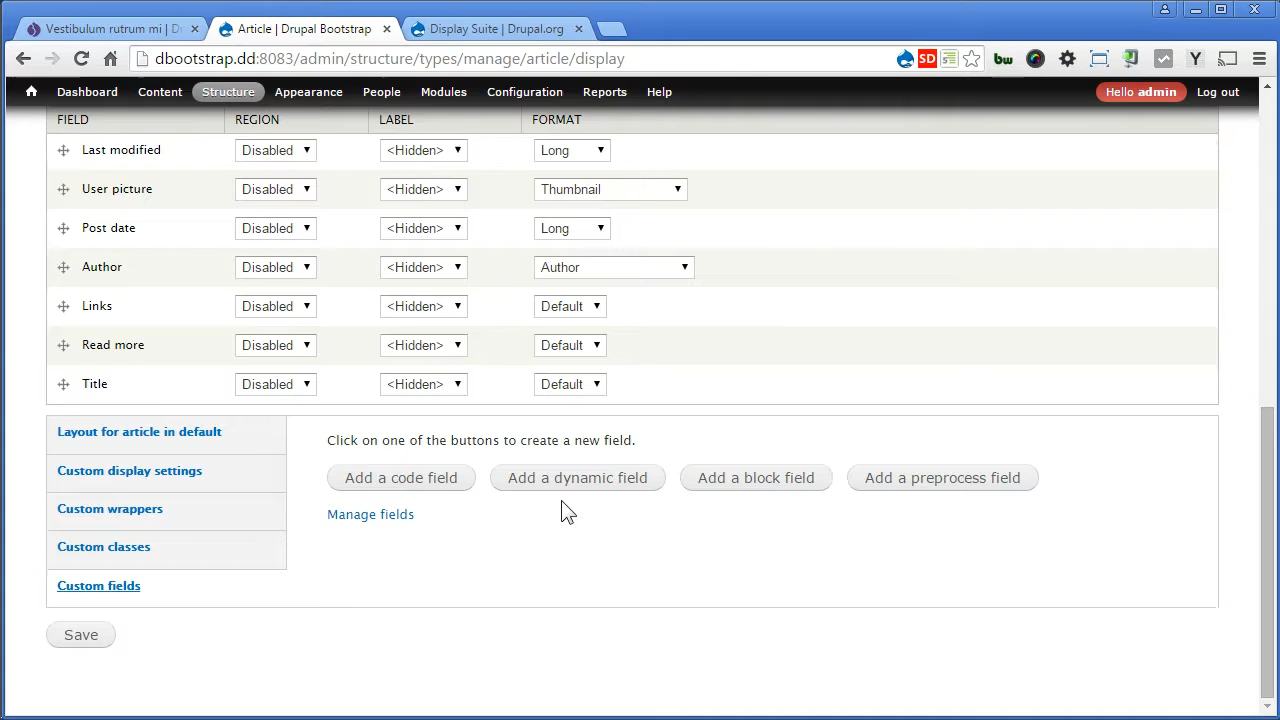 Vestibulum rutrum mi | D
Article | Drupal Bootstrap
Display Suite | Drupal.org
dbootstrap.dd:8083/admin/structure/types/manage/article/display
SD
bw
Y
Dashboard Content Structure Appearance People Modules Configuration Reports Help
Hello admin Log out
FIELD REGION LABEL FORMAT
Last modified Disabled <Hidden> Long
User picture Disabled <Hidden> Thumbnail
Post date Disabled <Hidden> Long
Author Disabled <Hidden> Author
Links Disabled <Hidden> Default
Read more Disabled <Hidden> Default
Title Disabled <Hidden> Default
Layout for article in default
Custom display settings
Custom wrappers
Custom classes
Custom fields
Click on one of the buttons to create a new field.
Add a code field Add a dynamic field Add a block field Add a preprocess field
Manage fields
Save